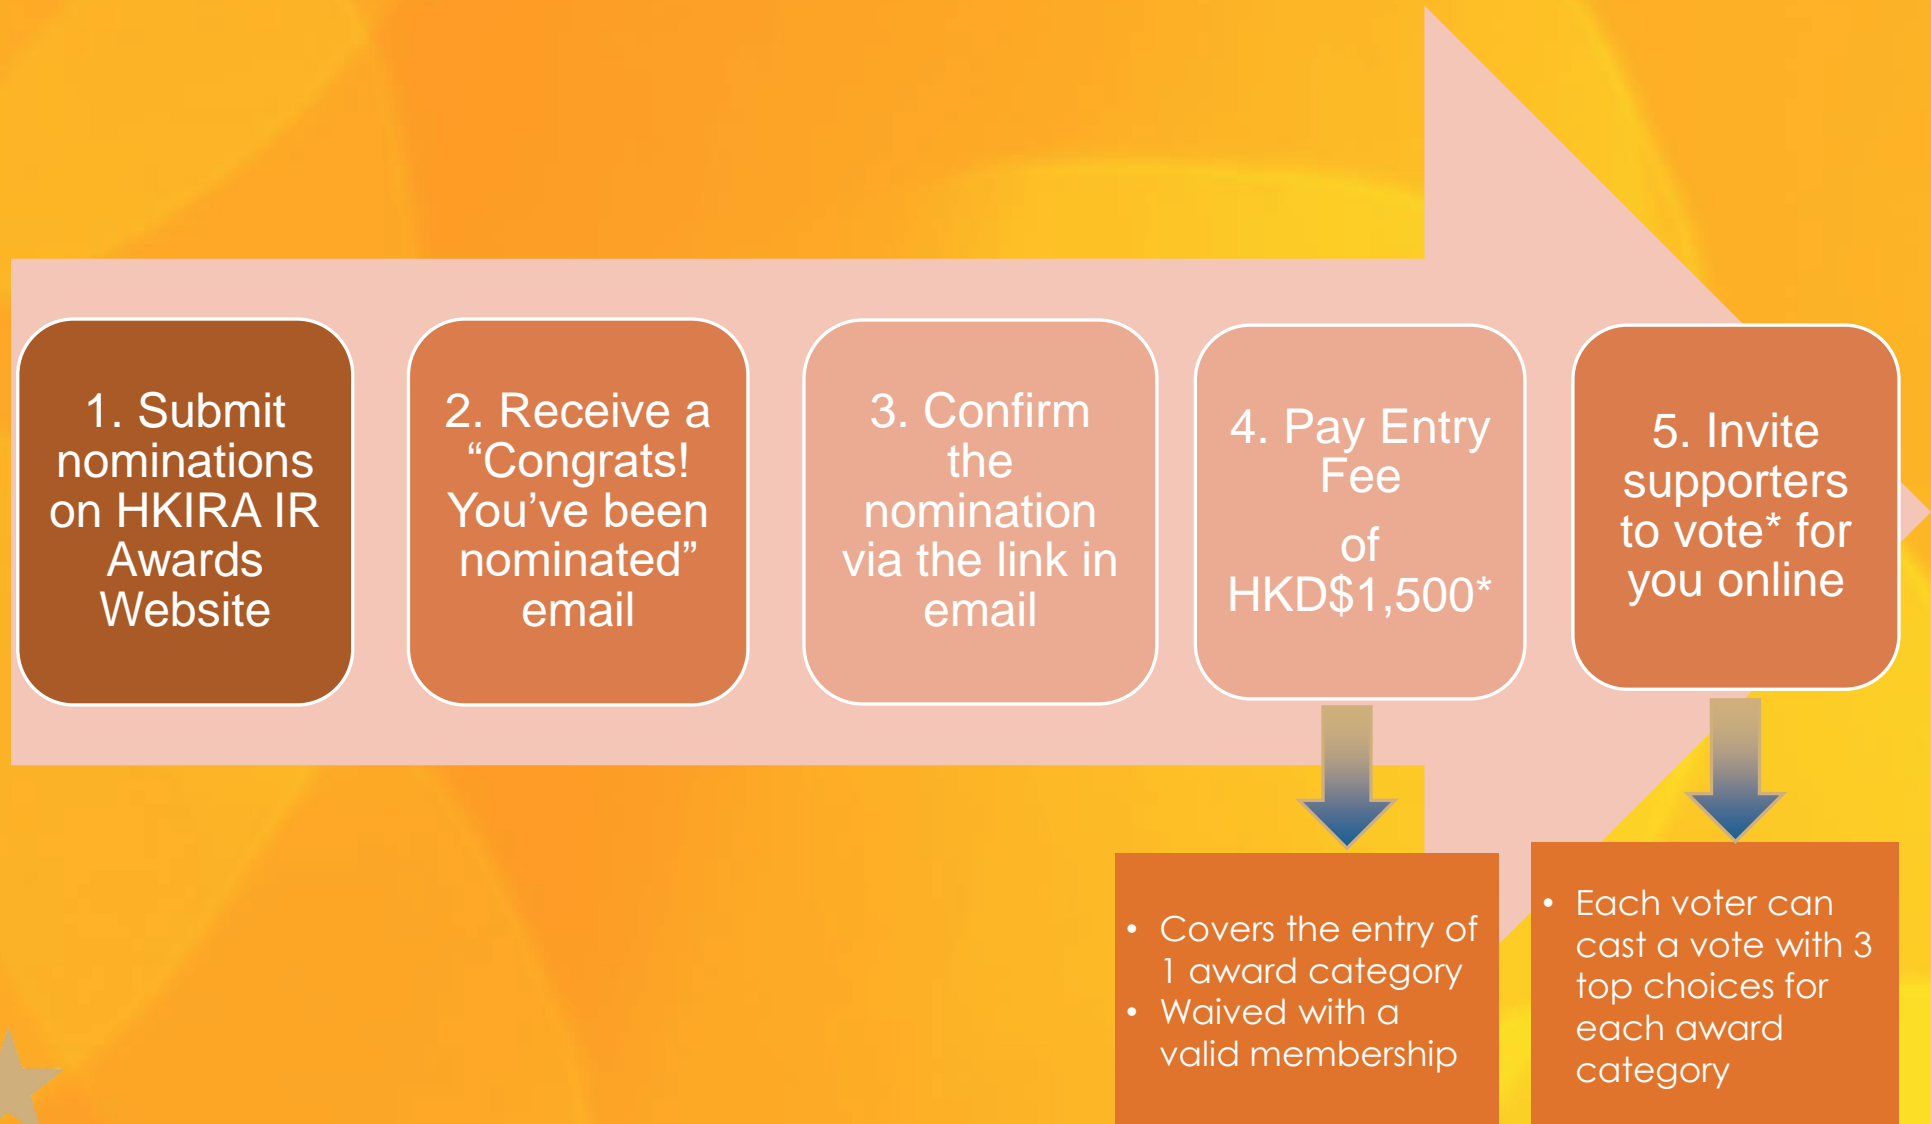 1. Submit
nominations
on HKIRA IR
Awards
Website
2. Receive a
“Congrats!
You’ve been
nominated”
email
3. Confirm
the
nomination
via the link in
email
4. Pay Entry
Fee
of
HKD$1,500*
5. Invite
supporters
to vote* for
you online
• Covers the entry of
1 award category
• Waived with a
valid membership
• Each voter can
cast a vote with 3
top choices for
each award
category